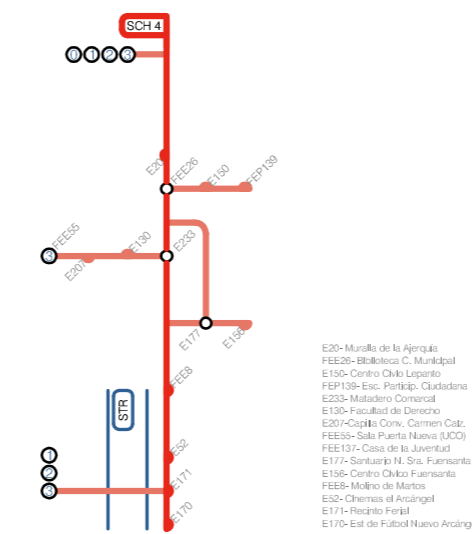 SCH 4
0 1 2 3
E20
FEE26
E150
FEP139
FEE55
E130
E233
3
E207
E177
E156
FEE8
STR
E52
1
2
3
E171
E170
E20- Muralla de la Ajerquía
FEE26- Biblioteca C. Municipal
E150- Centro Civio Lepanto
FEP139- Esc. Particip. Ciudadana
E233- Matadero Comarcal
E130- Facultad de Derecho
E207-Capilla Conv. Carmen Calz.
FEE55- Sala Puerta Nueva (UCO)
FEE137- Casa de la Juventud
E177- Santuario N. Sra. Fuensanta
E156- Centro Civico Fuensanta
FEE8- Molino de Martos
E52- Cinemas el Arcángel
E171- Recinto Ferial
E170- Est de Fútbol Nuevo Arcáng